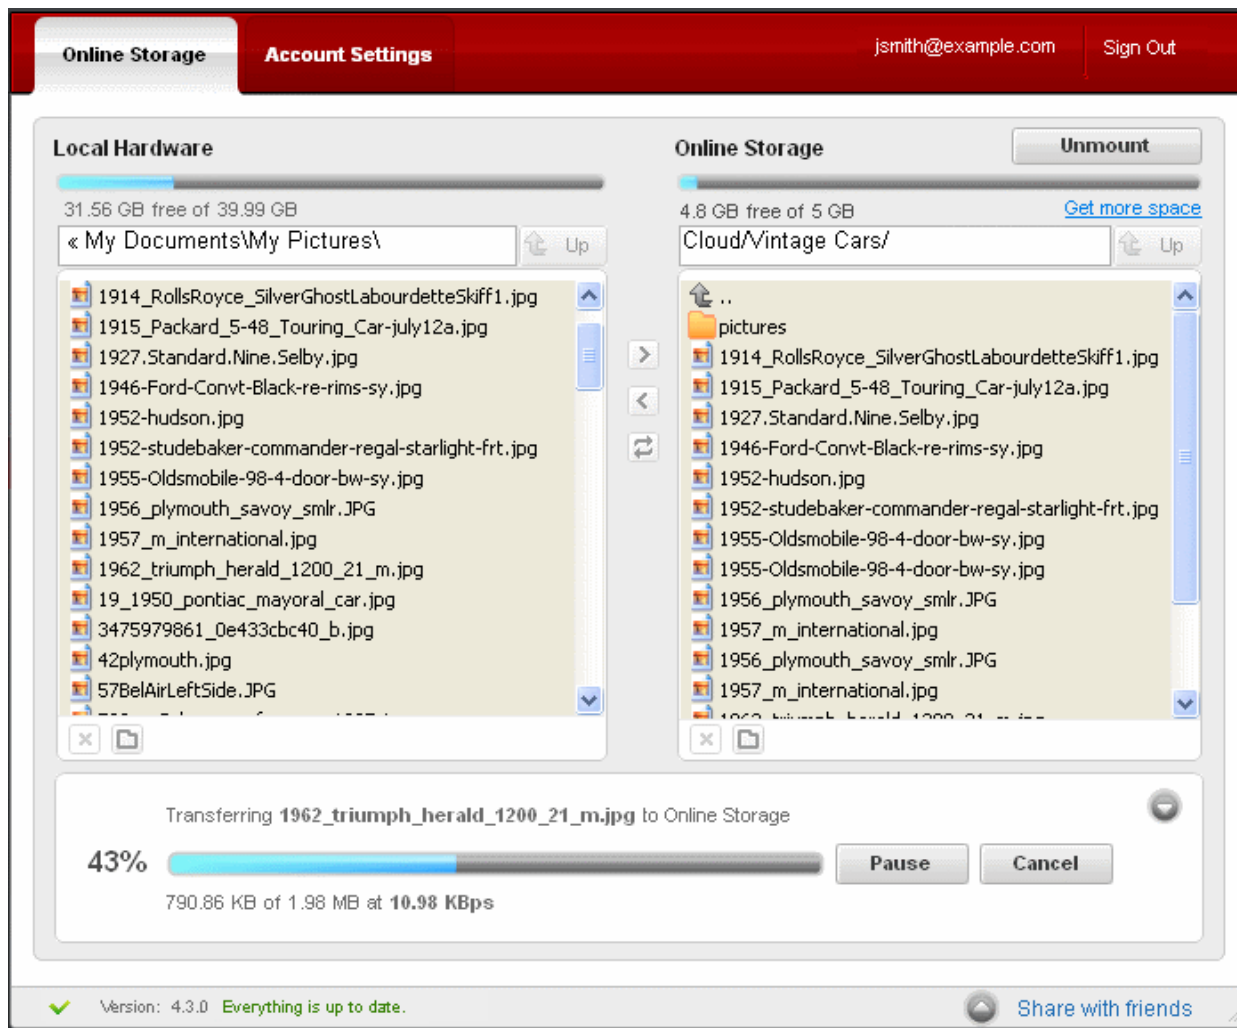 Online Storage
Account Settings
jsmith@example.com
Sign Out
Local Hardware
31.56 GB free of 39.99 GB
« My Documents\My Pictures\
Up
1914_RollsRoyce_SilverGhostLabourdetteSkiff1.jpg
1915_Packard_5-48_Touring_Car-july12a.jpg
1927.Standard.Nine.Selby.jpg
1946-Ford-Convt-Black-re-rims-sy.jpg
1952-hudson.jpg
1952-studebaker-commander-regal-starlight-frt.jpg
1955-Oldsmobile-98-4-door-bw-sy.jpg
1956_plymouth_savoy_smlr.JPG
1957_m_international.jpg
1962_triumph_herald_1200_21_m.jpg
19_1950_pontiac_mayoral_car.jpg
3475979861_0e433cbc40_b.jpg
42plymouth.jpg
57BelAirLeftSide.JPG
Online Storage
Unmount
4.8 GB free of 5 GB
Get more space
Cloud/Vintage Cars/
Up
..
pictures
1914_RollsRoyce_SilverGhostLabourdetteSkiff1.jpg
1915_Packard_5-48_Touring_Car-july12a.jpg
1927.Standard.Nine.Selby.jpg
1946-Ford-Convt-Black-re-rims-sy.jpg
1952-hudson.jpg
1952-studebaker-commander-regal-starlight-frt.jpg
1955-Oldsmobile-98-4-door-bw-sy.jpg
1955-Oldsmobile-98-4-door-bw-sy.jpg
1956_plymouth_savoy_smlr.JPG
1957_m_international.jpg
1956_plymouth_savoy_smlr.JPG
1957_m_international.jpg
1962_triumph_herald_1200_21_m.jpg
Transferring 1962_triumph_herald_1200_21_m.jpg to Online Storage
43%
Pause
Cancel
790.86 KB of 1.98 MB at 10.98 KBps
Version: 4.3.0 Everything is up to date.
Share with friends